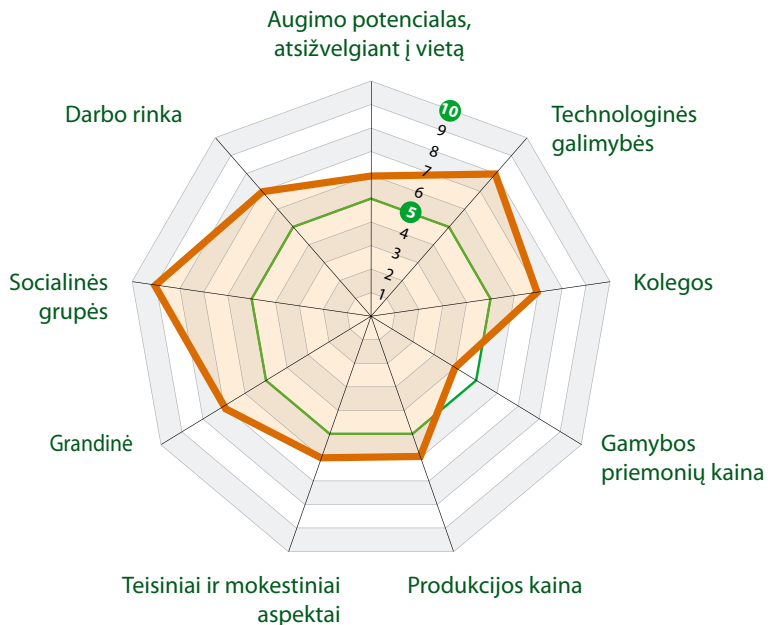 Augimo potencialas,
atsižvelgiant į vietą
Darbo rinka
Technologinės
galimybės
10
9
8
7
6
5
4
3
2
1
Socialinės
grupės
Kolegos
Grandinė
Gamybos
priemonių kaina
Teisiniai ir mokestiniai
aspektai
Produkcijos kaina